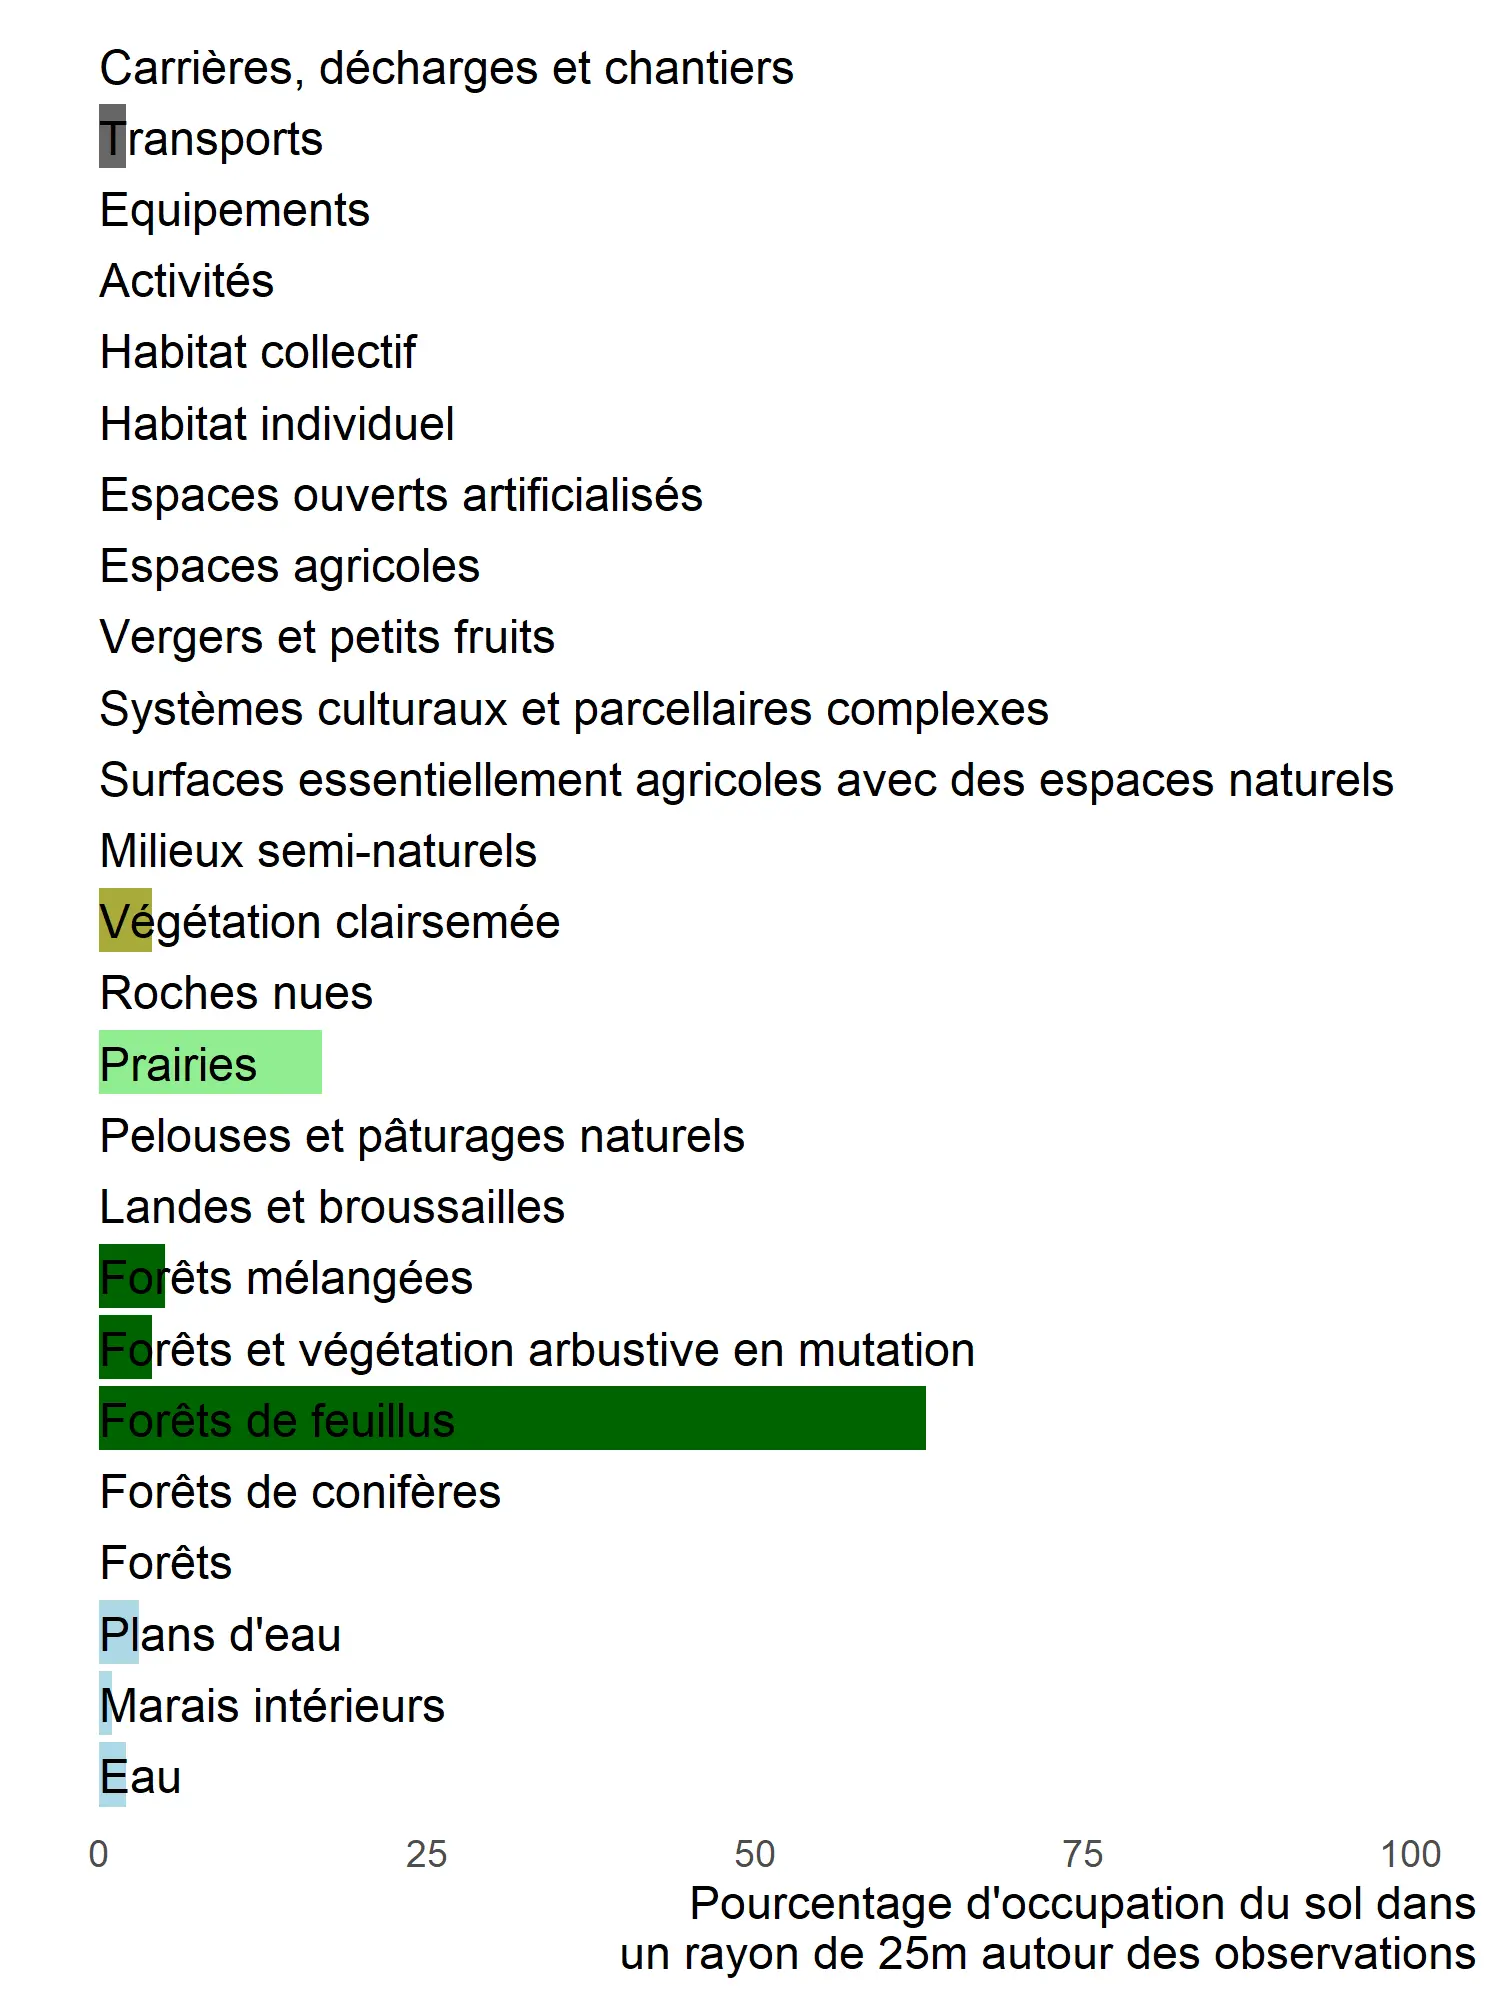 Carrières, décharges et chantiers
Transports
Equipements
Activités
Habitat collectif
Habitat individuel
Espaces ouverts artificialisés
Espaces agricoles
Vergers et petits fruits
Systèmes culturaux et parcellaires complexes
Surfaces essentiellement agricoles avec des espaces naturels
Milieux semi-naturels
Végétation clairsemée
Roches nues
Prairies
Pelouses et pâturages naturels
Landes et broussailles
Forêts mélangées
Forêts et végétation arbustive en mutation
Forêts de feuillus
Forêts de conifères
Forêts
Plans d'eau
Marais intérieurs
Eau
0 25 50 75 100
Pourcentage d'occupation du sol dans
un rayon de 25m autour des observations